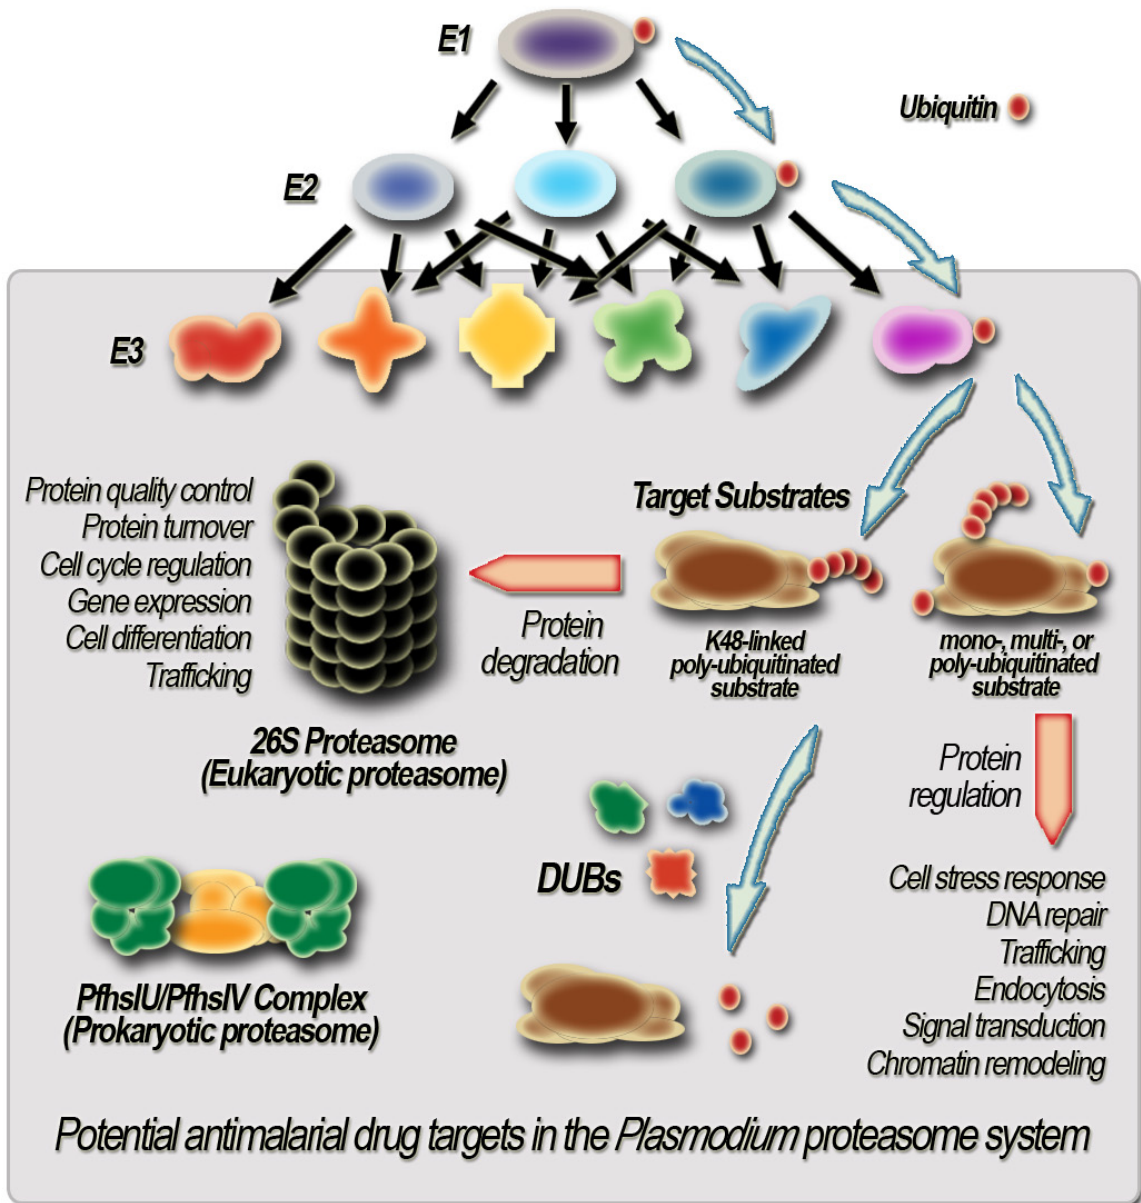 E1
Ubiquitin
E2
E3
Protein quality control
Protein turnover
Cell cycle regulation
Gene expression
Cell differentiation
Trafficking
26S Proteasome
(Eukaryotic proteasome)
Protein
degradation
Target Substrates
K48-linked
poly-ubiquitinated
substrate
mono-, multi-, or
poly-ubiquitinated
substrate
Protein
regulation
DUBs
Cell stress response
DNA repair
Trafficking
Endocytosis
Signal transduction
Chromatin remodeling
PfhslU/PfhslV Complex
(Prokaryotic proteasome)
Potential antimalarial drug targets in the Plasmodium proteasome system